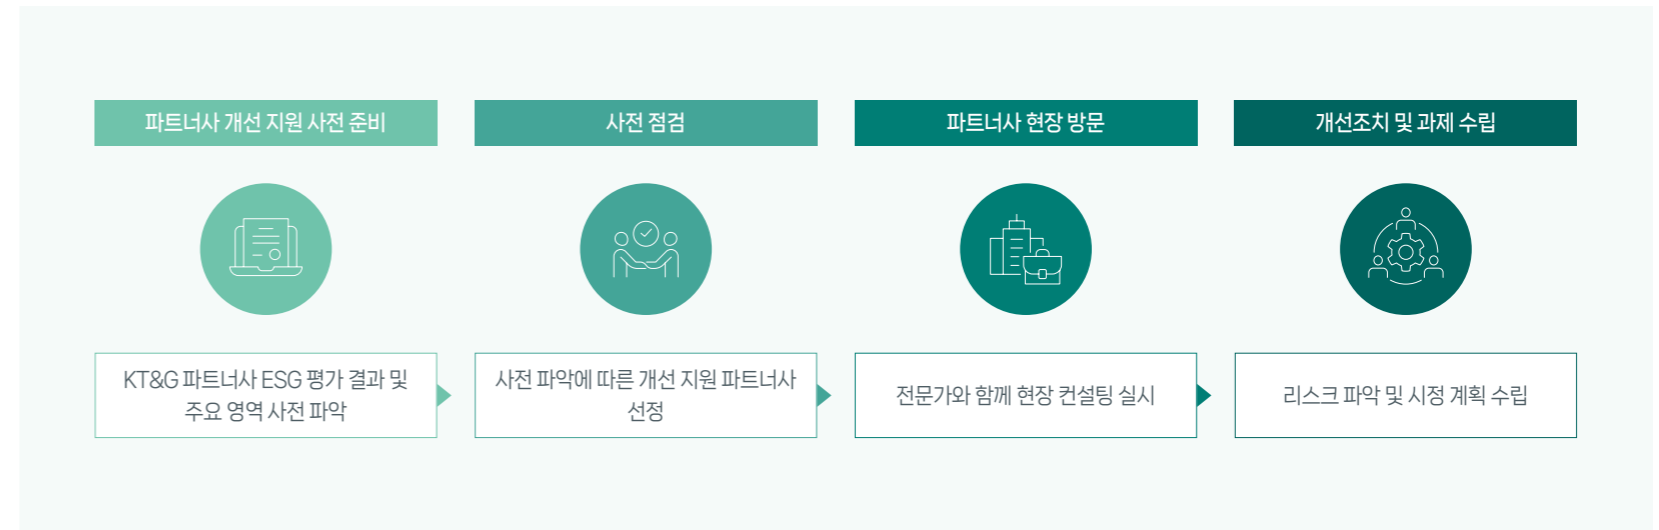 파트너사 개선 지원 사전 준비
사전 점검
파트너사 현장 방문
개선조치 및 과제 수립
KT&G 파트너사 ESG 평가 결과 및
주요 영역 사전 파악
사전 파악에 따른 개선 지원 파트너사
선정
전문가와 함께 현장 컨설팅 실시
리스크 파악 및 시정 계획 수립